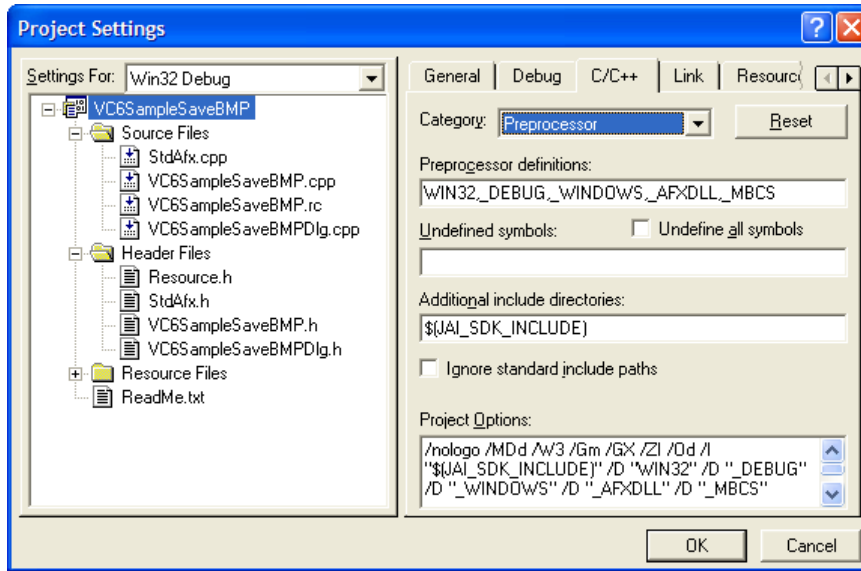 Project Settings
Settings For: Win32 Debug
VC6SampleSaveBMP
Source Files
StdAfx.cpp
VC6SampleSaveBMP.cpp
VC6SampleSaveBMP.rc
VC6SampleSaveBMPDlg.cpp
Header Files
Resource.h
StdAfx.h
VC6SampleSaveBMP.h
VC6SampleSaveBMPDlg.h
Resource Files
ReadMe.txt
General Debug C/C++ Link Resourc
Category: Preprocessor Reset
Preprocessor definitions:
WIN32,_DEBUG,_WINDOWS,_AFXDLL,_MBCS
Undefined symbols: Undefine all symbols
Additional include directories:
$(JAI_SDK_INCLUDE)
Ignore standard include paths
Project Options:
/nologo /MDd /W3 /Gm /GX /ZI /Od /I
"$(JAI_SDK_INCLUDE)" /D "WIN32" /D "_DEBUG"
/D "_WINDOWS" /D "_AFXDLL" /D "_MBCS"
OK Cancel